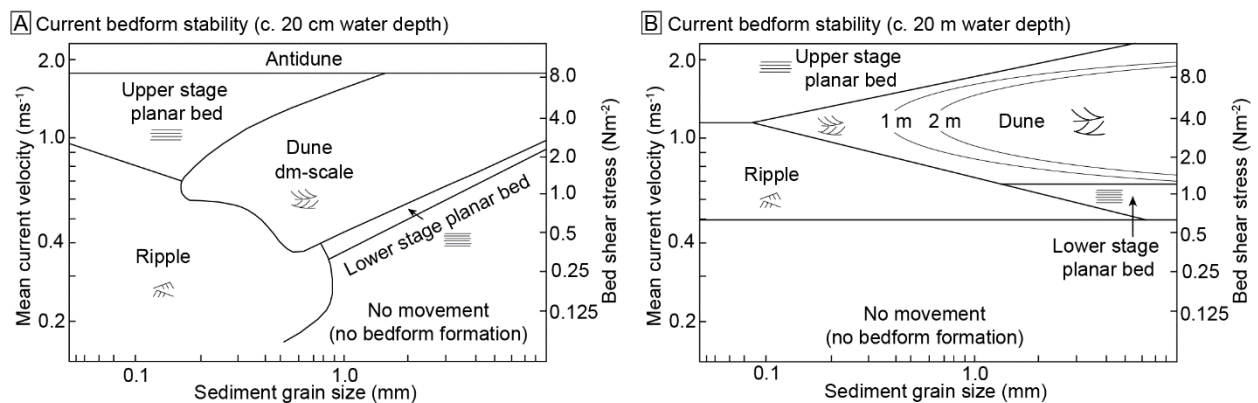 A Current bedform stability (c. 20 cm water depth)
Mean current velocity (ms-1)
2.0
1.0
0.4
0.2
Antidune
Upper stage
planar bed
Dune
dm-scale
Lower stage planar bed
Ripple
No movement
(no bedform formation)
8.0
4.0
2.0
1.0
0.5
0.25
0.125
Bed shear stress (Nm-2)
0.1
1.0
Sediment grain size (mm)
B Current bedform stability (c. 20 m water depth)
Mean current velocity (ms-1)
2.0
1.0
0.4
0.2
Upper stage
planar bed
1 m
2 m
Dune
Ripple
Lower stage
planar bed
No movement
(no bedform formation)
8.0
4.0
2.0
1.0
0.5
0.25
0.125
Bed shear stress (Nm-2)
0.1
1.0
Sediment grain size (mm)